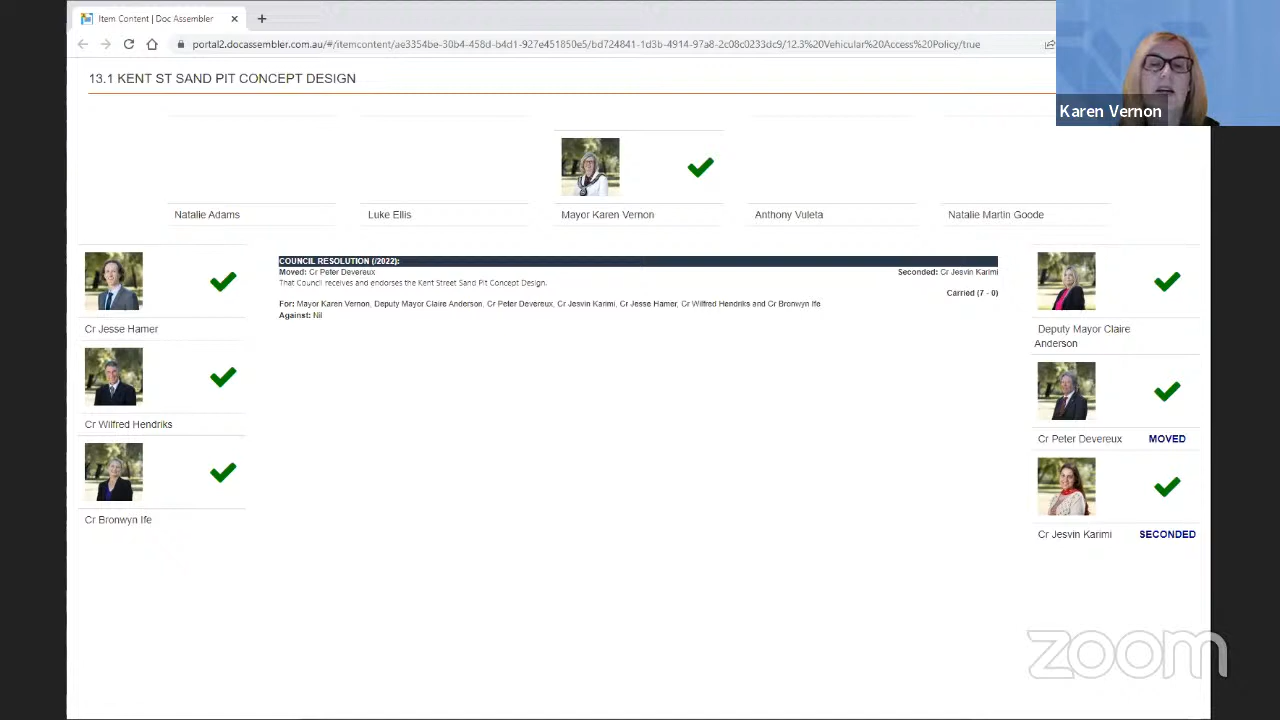 Item Content | Doc Assembler
portal2.docassembler.com.au/#/itemcontent/ae3354be-30b4-458d-b4d1-927e451850e5/bd724841-1d3b-4914-97a8-2c08c0233dc9/12.3%20Vehicular%20Access%20Policy/true
13.1 KENT ST SAND PIT CONCEPT DESIGN
Karen Vernon
Natalie Adams
Luke Ellis
Mayor Karen Vernon
Anthony Vuleta
Natalie Martin Goode
COUNCIL RESOLUTION (/2022):
Moved: Cr Peter Devereux
Seconded: Cr Jesvin Karimi
That Council receives and endorses the Kent Street Sand Pit Concept Design.
Carried (7 - 0)
For: Mayor Karen Vernon, Deputy Mayor Claire Anderson, Cr Peter Devereux, Cr Jesvin Karimi, Cr Jesse Hamer, Cr Wilfred Hendriks and Cr Bronwyn Ife
Against: Nil
Cr Jesse Hamer
Cr Wilfred Hendriks
Cr Bronwyn Ife
Deputy Mayor Claire
Anderson
Cr Peter Devereux MOVED
Cr Jesvin Karimi SECONDED
zoom